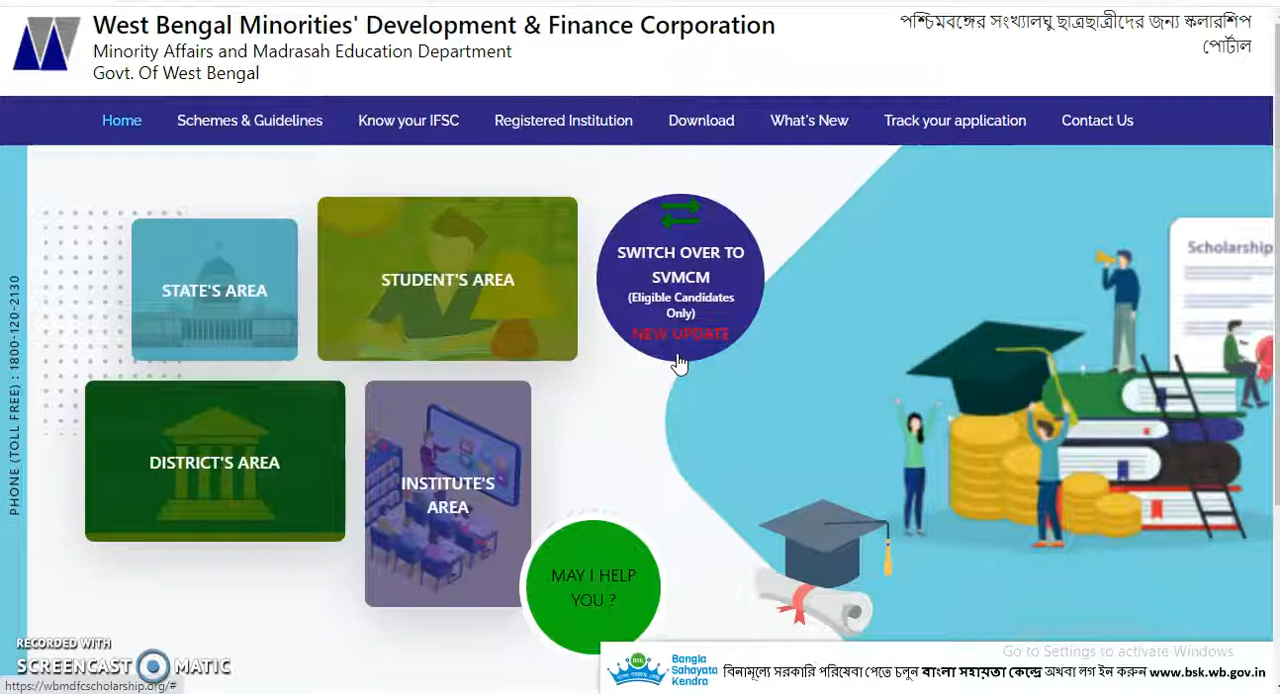 West Bengal Minorities' Development & Finance Corporation
Minority Affairs and Madrasah Education Department
Govt. Of West Bengal
পশ্চিমবঙ্গের সংখ্যালঘু ছাত্রছাত্রীদের জন্য স্কলারশিপ
পোর্টাল
Home Schemes & Guidelines Know your IFSC Registered Institution Download What's New Track your application Contact Us
PHONE (TOLL FREE) : 1800-120-2130
STATE'S AREA
STUDENT'S AREA
SWITCH OVER TO
SVMCM
(Eligible Candidates
Only)
NEW UPDATE
Scholarship
DISTRICT'S AREA
INSTITUTE'S
AREA
MAY I HELP
YOU ?
RECORDED WITH
SCREENCAST MATIC
https://wbmdfcscholarship.org/#
Go to Settings to activate Windows
BSK
Bangla
Sahayata
Kendra
বিনামূল্যে সরকারি পরিষেবা পেতে চলুন বাংলা সহায়তা কেন্দ্রে অথবা লগ ইন করুন www.bsk.wb.gov.in